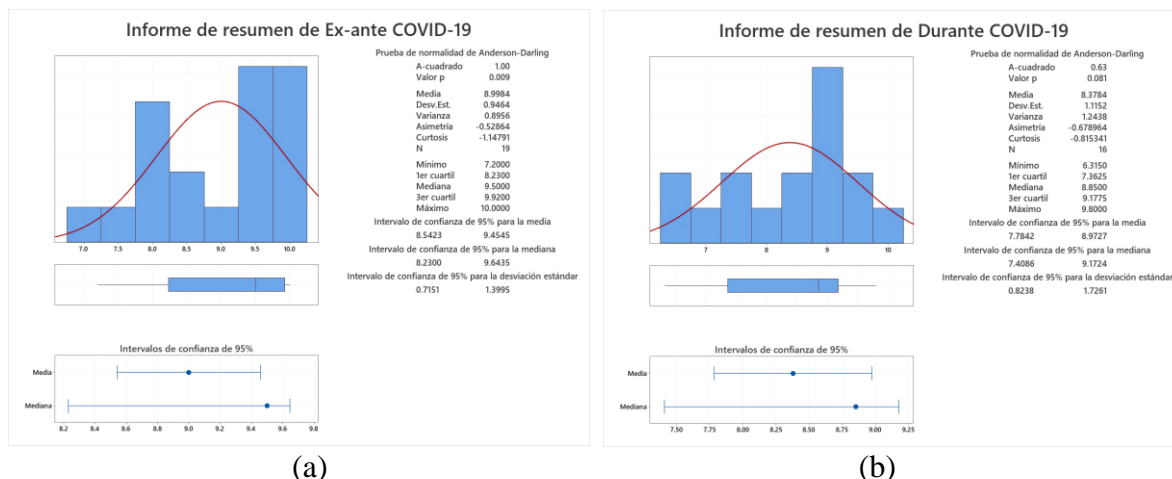 Informe de resumen de Ex-ante COVID-19
Prueba de normalidad de Anderson-Darling
A-cuadrado 1.00
Valor p 0.009
Media 8.9984
Desv.Est. 0.9464
Varianza 0.8956
Asimetría -0.52864
Curtosis -1.14791
N 19
Mínimo 7.2000
1er cuartil 8.2300
Mediana 9.5000
3er cuartil 9.9200
Máximo 10.0000
Intervalo de confianza de 95% para la media
8.5423 9.4545
Intervalo de confianza de 95% para la mediana
8.2300 9.6435
Intervalo de confianza de 95% para la desviación estándar
0.7151 1.3995
7.0 7.5 8.0 8.5 9.0 9.5 10.0
Intervalos de confianza de 95%
Media
Mediana
8.2 8.4 8.6 8.8 9.0 9.2 9.4 9.6 9.8
(a)
Informe de resumen de Durante COVID-19
Prueba de normalidad de Anderson-Darling
A-cuadrado 0.63
Valor p 0.081
Media 8.3784
Desv.Est. 1.1152
Varianza 1.2438
Asimetría -0.678964
Curtosis -0.815341
N 16
Mínimo 6.3150
1er cuartil 7.3625
Mediana 8.8500
3er cuartil 9.1775
Máximo 9.8000
Intervalo de confianza de 95% para la media
7.7842 8.9727
Intervalo de confianza de 95% para la mediana
7.4086 9.1724
Intervalo de confianza de 95% para la desviación estándar
0.8238 1.7261
7 8 9 10
Intervalos de confianza de 95%
Media
Mediana
7.50 7.75 8.00 8.25 8.50 8.75 9.00 9.25
(b)